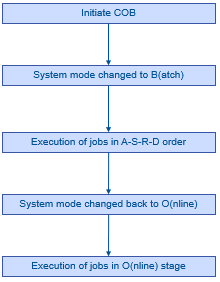 Initiate COB
System mode changed to B(atch)
Execution of jobs in A-S-R-D order
System mode changed back to O(nline)
Execution of jobs in O(nline) stage